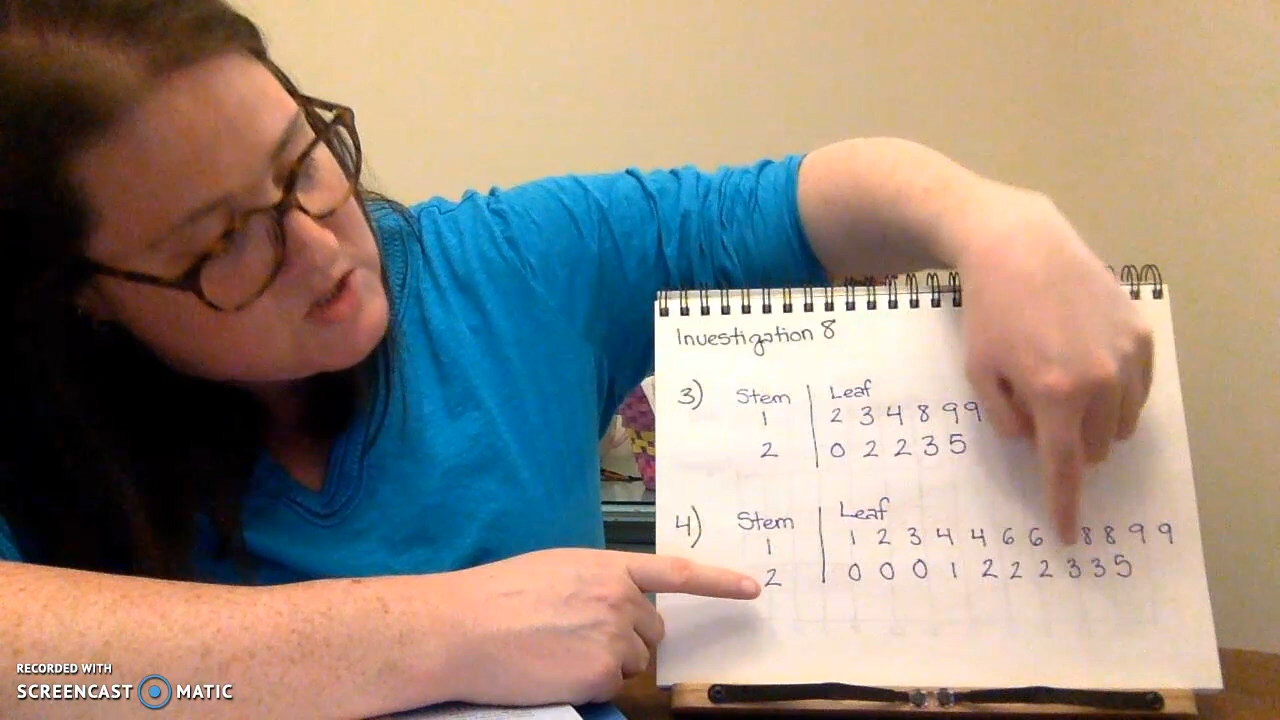 Investigation 8
3) Stem | Leaf
1 | 2 3 4 8 9 9
2 | 0 2 2 3 5
4) Stem | Leaf
1 | 1 2 3 4 4 6 6 8 8 9 9
2 | 0 0 0 1 2 2 2 3 3 5
RECORDED WITH
SCREENCAST MATIC